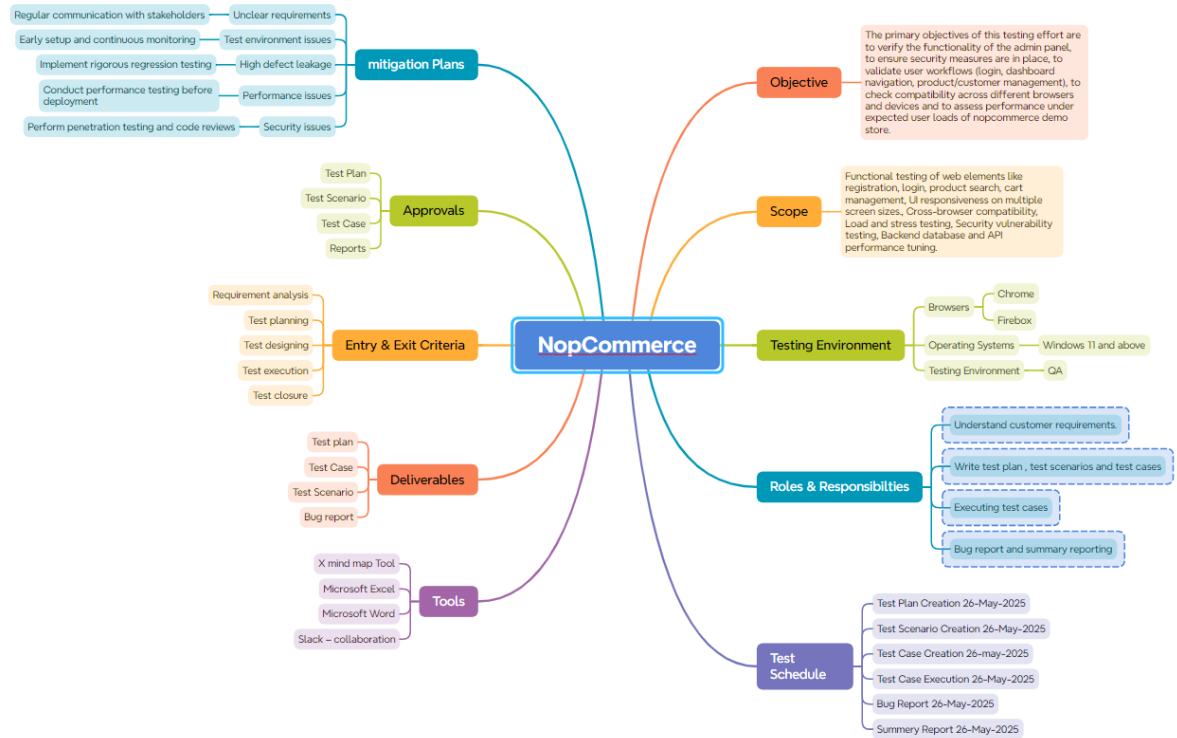 NopCommerce
mitigation Plans
Unclear requirements
Regular communication with stakeholders
Test environment issues
Early setup and continuous monitoring
High defect leakage
Implement rigorous regression testing
Performance issues
Conduct performance testing before
deployment
Security issues
Perform penetration testing and code reviews
Approvals
Test Plan
Test Scenario
Test Case
Reports
Entry & Exit Criteria
Requirement analysis
Test planning
Test designing
Test execution
Test closure
Deliverables
Test plan
Test Case
Test Scenario
Bug report
Tools
X mind map Tool
Microsoft Excel
Microsoft Word
Slack – collaboration
Objective
The primary objectives of this testing effort are
to verify the functionality of the admin panel,
to ensure security measures are in place, to
validate user workflows (login, dashboard
navigation, product/customer management), to
check compatibility across different browsers
and devices and to assess performance under
expected user loads of nopcommerce demo
store.
Scope
Functional testing of web elements like
registration, login, product search, cart
management, UI responsiveness on multiple
screen sizes., Cross-browser compatibility,
Load and stress testing, Security vulnerability
testing, Backend database and API
performance tuning.
Testing Environment
Browsers
Chrome
Firebox
Operating Systems
Windows 11 and above
Testing Environment
QA
Roles & Responsibilties
Understand customer requirements.
Write test plan , test scenarios and test cases
Executing test cases
Bug report and summary reporting
Test
Schedule
Test Plan Creation 26-May-2025
Test Scenario Creation 26-May-2025
Test Case Creation 26-may-2025
Test Case Execution 26-May-2025
Bug Report 26-May-2025
Summery Report 26-May-2025